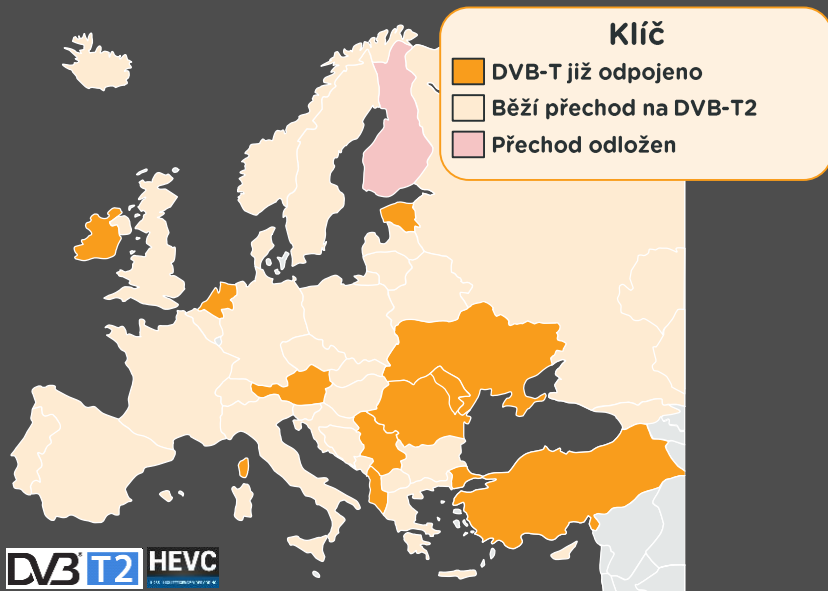 Klíč
DVB-T již odpojeno
Běží přechod na DVB-T2
Přechod odložen
DVB T2
HEVC